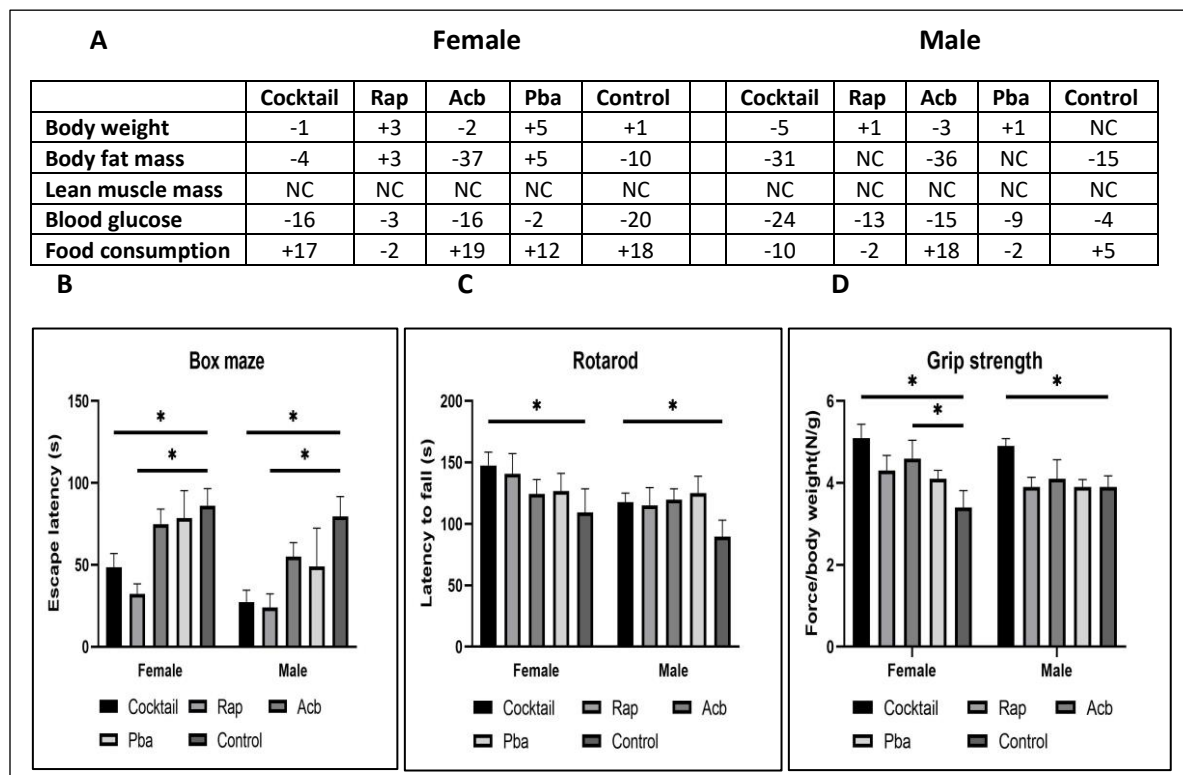 A Female Male
Cocktail Rap Acb Pba Control Cocktail Rap Acb Pba Control
Body weight -1 +3 -2 +5 +1 -5 +1 -3 +1 NC
Body fat mass -4 +3 -37 +5 -10 -31 NC -36 NC -15
Lean muscle mass NC NC NC NC NC NC NC NC NC NC
Blood glucose -16 -3 -16 -2 -20 -24 -13 -15 -9 -4
Food consumption +17 -2 +19 +12 +18 -10 -2 +18 -2 +5
B C D
Box maze
150
100
50
0
Escape latency (s)
* *
* *
Female Male
Cocktail Rap Acb
Pba Control
Rotarod
200
150
100
50
0
Latency to fall (s)
* *
Female Male
Cocktail Rap Acb
Pba Control
Grip strength
6
4
2
0
Force/body weight(N/g)
* *
*
Female Male
Cocktail Rap Acb
Pba Control